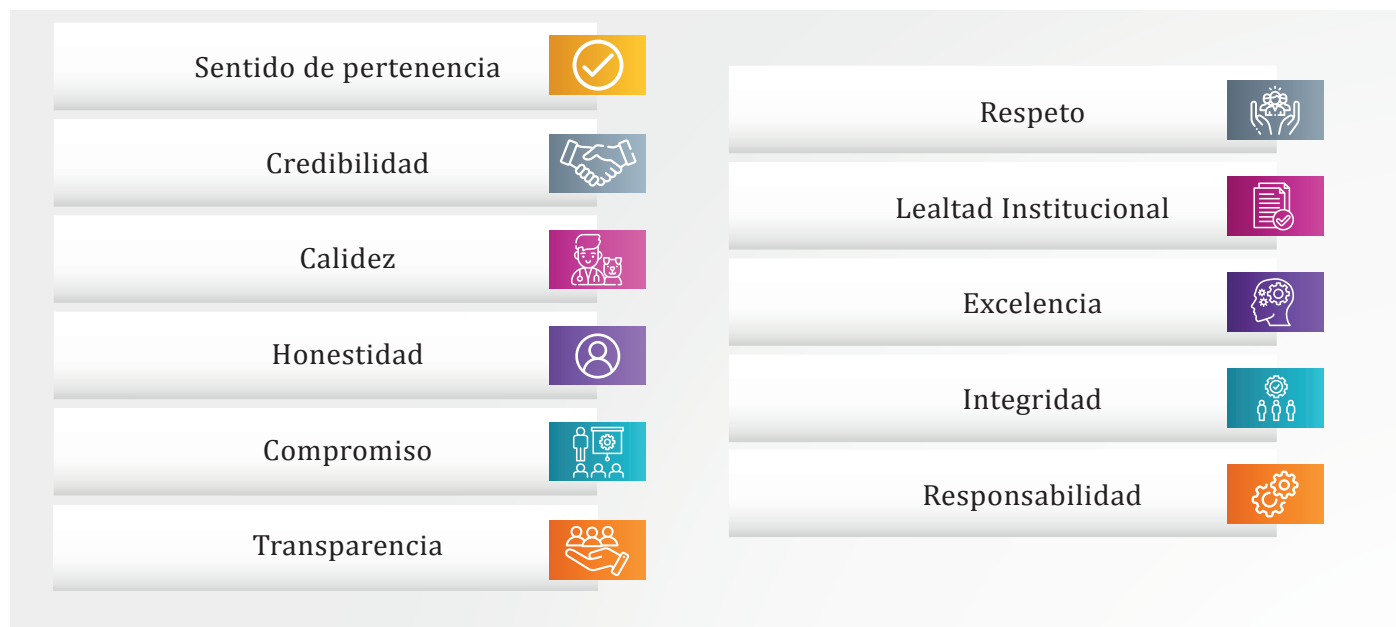 Sentido de pertenencia
Credibilidad
Calidez
Honestidad
Compromiso
Transparencia
Respeto
Lealtad Institucional
Excelencia
Integridad
Responsabilidad